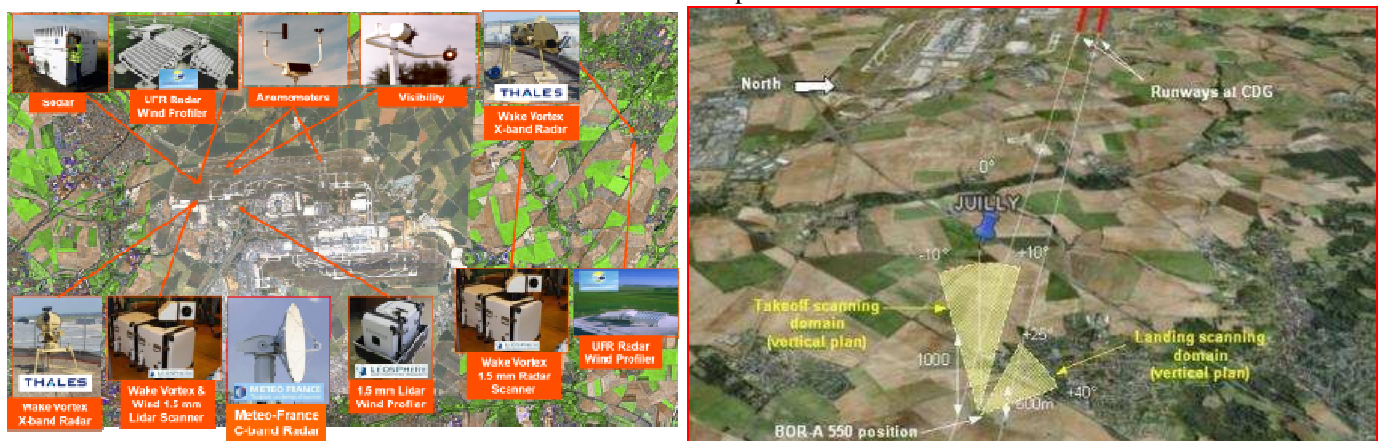 Sodar
UFR Radar
Wind Profiler
Anemometers
Visibility
THALES
Wake Vortex
X-band Radar
THALES
Wake Vortex
X-band Radar
LEOSPHERE
Wake Vortex &
Wind 1.5 mm
Lidar Scanner
METEO FRANCE
Meteo-France
C-band Radar
LEOSPHERE
1.5 mm Lidar
Wind Profiler
LEOSPHERE
Wake Vortex
1.5 mm Radar
Scanner
UFR Radar
Wind Profiler
North
Runways at CDG
0°
JUILLY
-10°
+10°
Takeoff scanning
domain
(vertical plan)
+25°
Landing scanning
domain
(vertical plan)
1000
+40°
600m
BOR-A 550 position